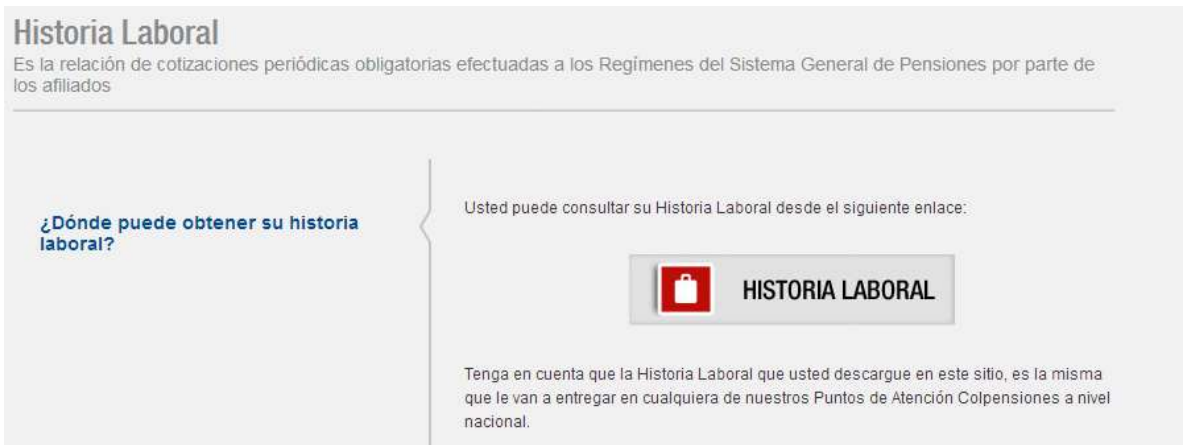 Historia Laboral
Es la relación de cotizaciones periódicas obligatorias efectuadas a los Regímenes del Sistema General de Pensiones por parte de
los afiliados
¿Dónde puede obtener su historia
laboral?
Usted puede consultar su Historia Laboral desde el siguiente enlace:
HISTORIA LABORAL
Tenga en cuenta que la Historia Laboral que usted descargue en este sitio, es la misma
que le van a entregar en cualquiera de nuestros Puntos de Atención Colpensiones a nivel
nacional.